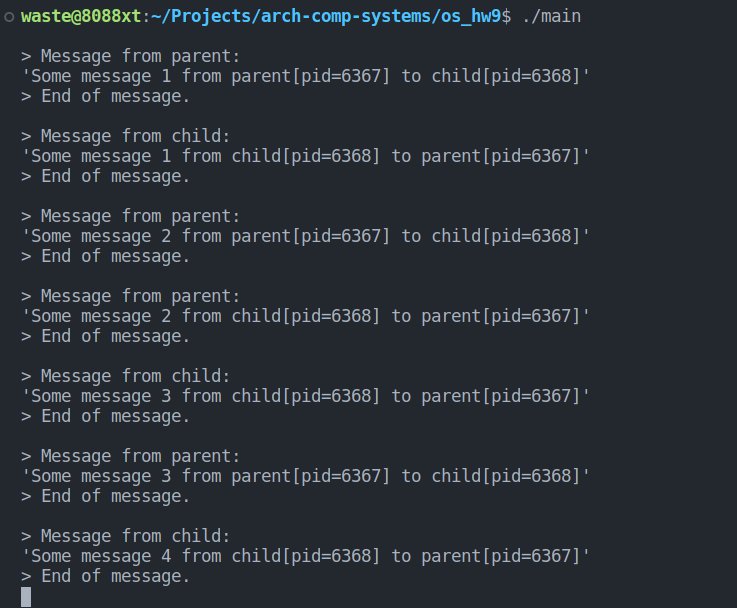 waste@8088xt:~/Projects/arch-comp-systems/os_hw9$ ./main
> Message from parent:
'Some message 1 from parent[pid=6367] to child[pid=6368]'
> End of message.
> Message from child:
'Some message 1 from child[pid=6368] to parent[pid=6367]'
> End of message.
> Message from parent:
'Some message 2 from parent[pid=6367] to child[pid=6368]'
> End of message.
> Message from parent:
'Some message 2 from child[pid=6368] to parent[pid=6367]'
> End of message.
> Message from child:
'Some message 3 from child[pid=6368] to parent[pid=6367]'
> End of message.
> Message from parent:
'Some message 3 from parent[pid=6367] to child[pid=6368]'
> End of message.
> Message from child:
'Some message 4 from child[pid=6368] to parent[pid=6367]'
> End of message.